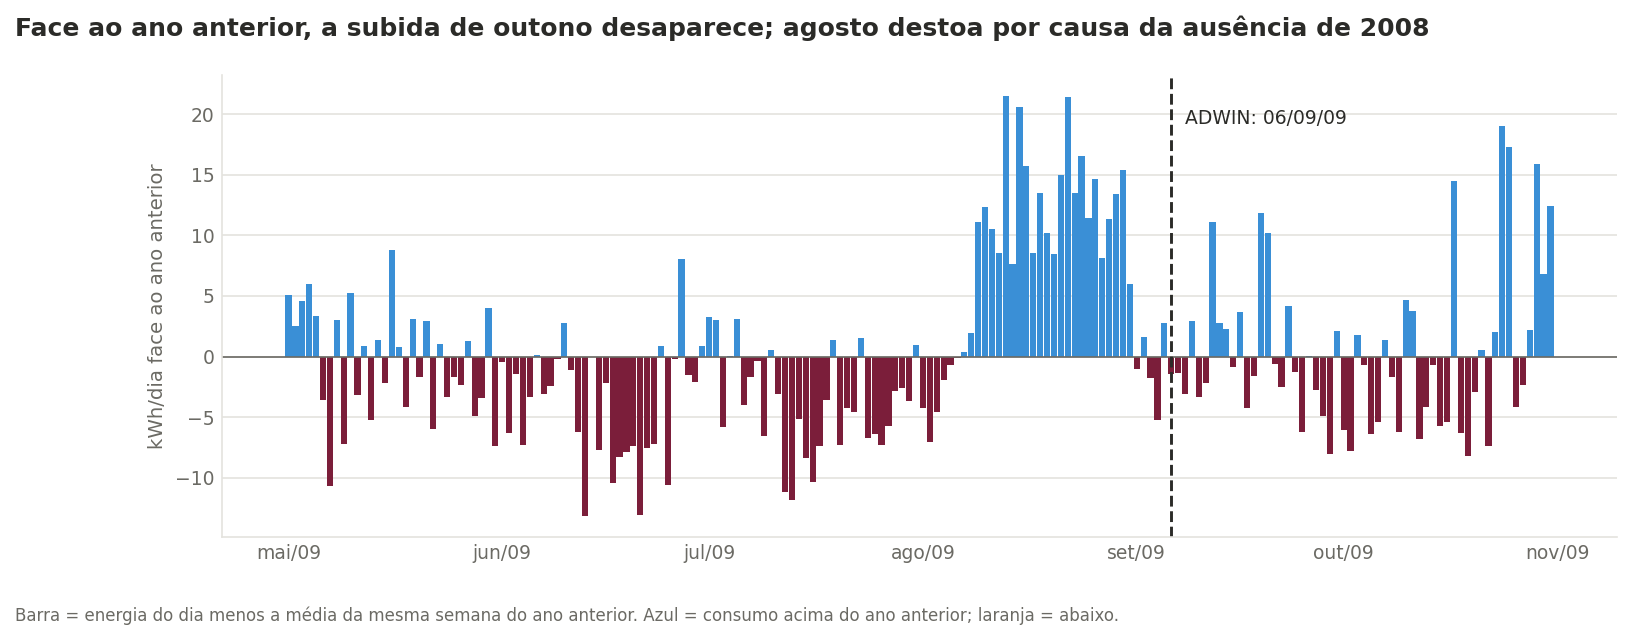 Face ao ano anterior, a subida de outono desaparece; agosto destoa por causa da ausência de 2008
20
15
10
5
0
−5
−10
kWh/dia face ao ano anterior
ADWIN: 06/09/09
mai/09 jun/09 jul/09 ago/09 set/09 out/09 nov/09
Barra = energia do dia menos a média da mesma semana do ano anterior. Azul = consumo acima do ano anterior; laranja = abaixo.